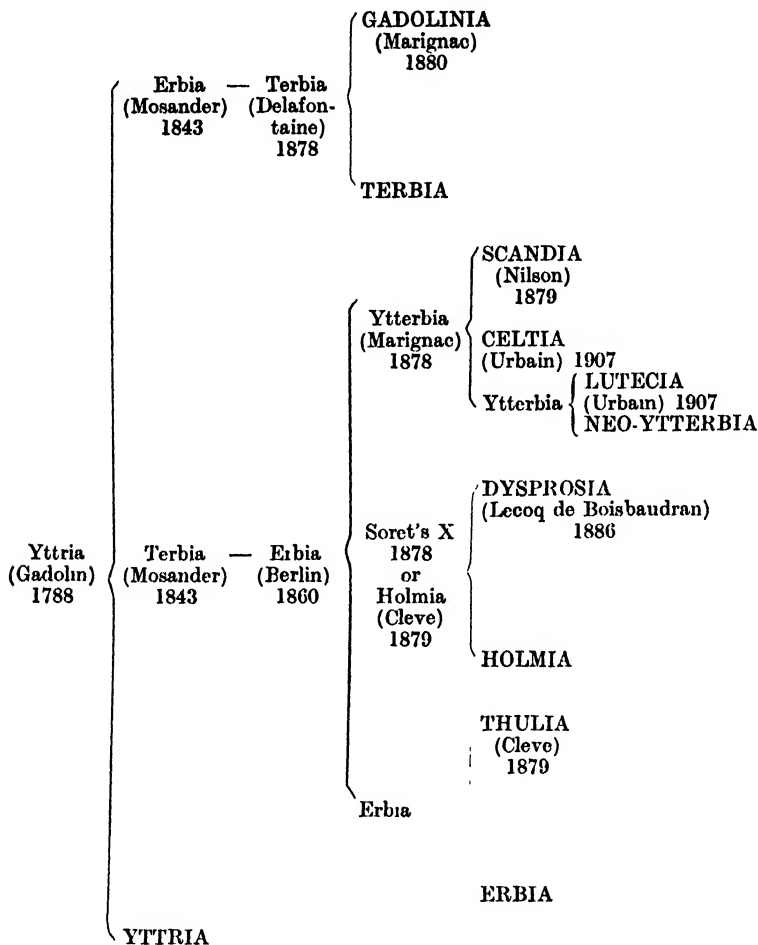 GADOLINIA
(Marignac)
1880
Erbia — Terbia
(Mosander) (Delafon-
1843 taine)
1878
TERBIA
SCANDIA
(Nilson)
1879
Ytterbia
(Marignac)
1878
CELTIA
(Urbain) 1907
Ytterbia
LUTECIA
(Urbain) 1907
NEO-YTTERBIA
DYSPROSIA
(Lecoq de Boisbaudran)
1886
Soret's X
1878
or
Holmia
(Cleve)
1879
Yttria
(Gadolin)
1788
Terbia — Erbia
(Mosander) (Berlin)
1843 1860
HOLMIA
THULIA
(Cleve)
1879
Erbia
ERBIA
YTTRIA